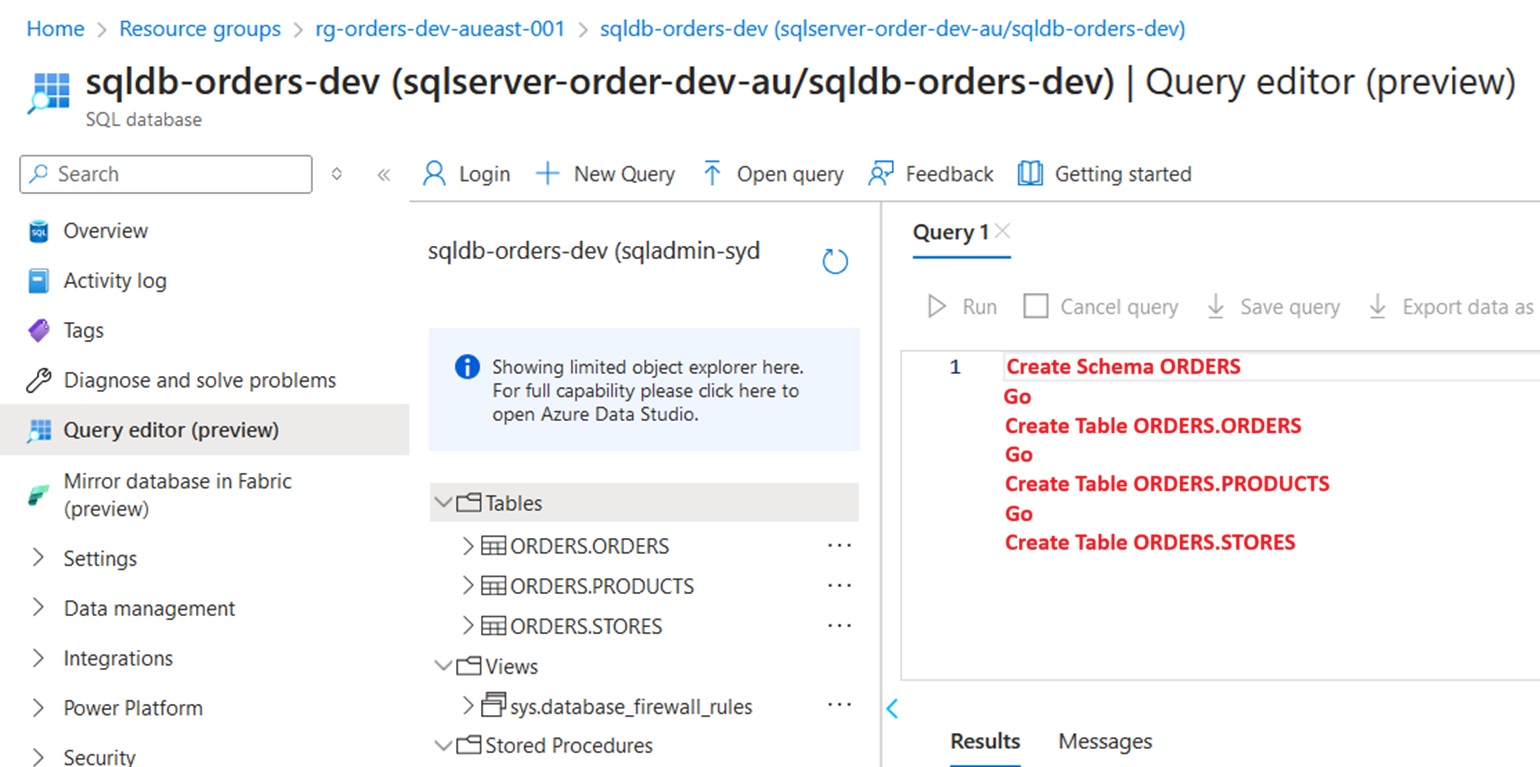 Home > Resource groups > rg-orders-dev-aueast-001 > sqldb-orders-dev (sqlserver-order-dev-au/sqldb-orders-dev)
sqldb-orders-dev (sqlserver-order-dev-au/sqldb-orders-dev) | Query editor (preview)
SQL database
Search
Overview
Activity log
Tags
Diagnose and solve problems
Query editor (preview)
Mirror database in Fabric
(preview)
Settings
Data management
Integrations
Power Platform
Security
Login
New Query
Open query
Feedback
Getting started
sqldb-orders-dev (sqladmin-syd
Showing limited object explorer here.
For full capability please click here to
open Azure Data Studio.
Tables
ORDERS.ORDERS ...
ORDERS.PRODUCTS ...
ORDERS.STORES ...
Views
sys.database_firewall_rules ...
Stored Procedures
Query 1
Run
Cancel query
Save query
Export data as
1 Create Schema ORDERS
Go
Create Table ORDERS.ORDERS
Go
Create Table ORDERS.PRODUCTS
Go
Create Table ORDERS.STORES
Results
Messages